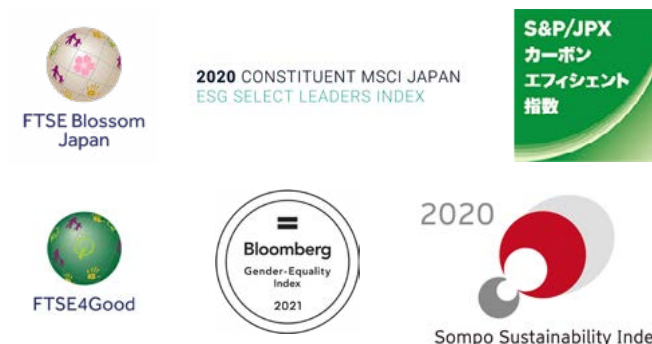 FTSE Blossom
Japan
2020 CONSTITUENT MSCI JAPAN
ESG SELECT LEADERS INDEX
S&P/JPX
カーボン
エフィシェント
指数
FTSE4Good
Bloomberg
Gender-Equality
Index
2021
2020
Sompo Sustainability Inde